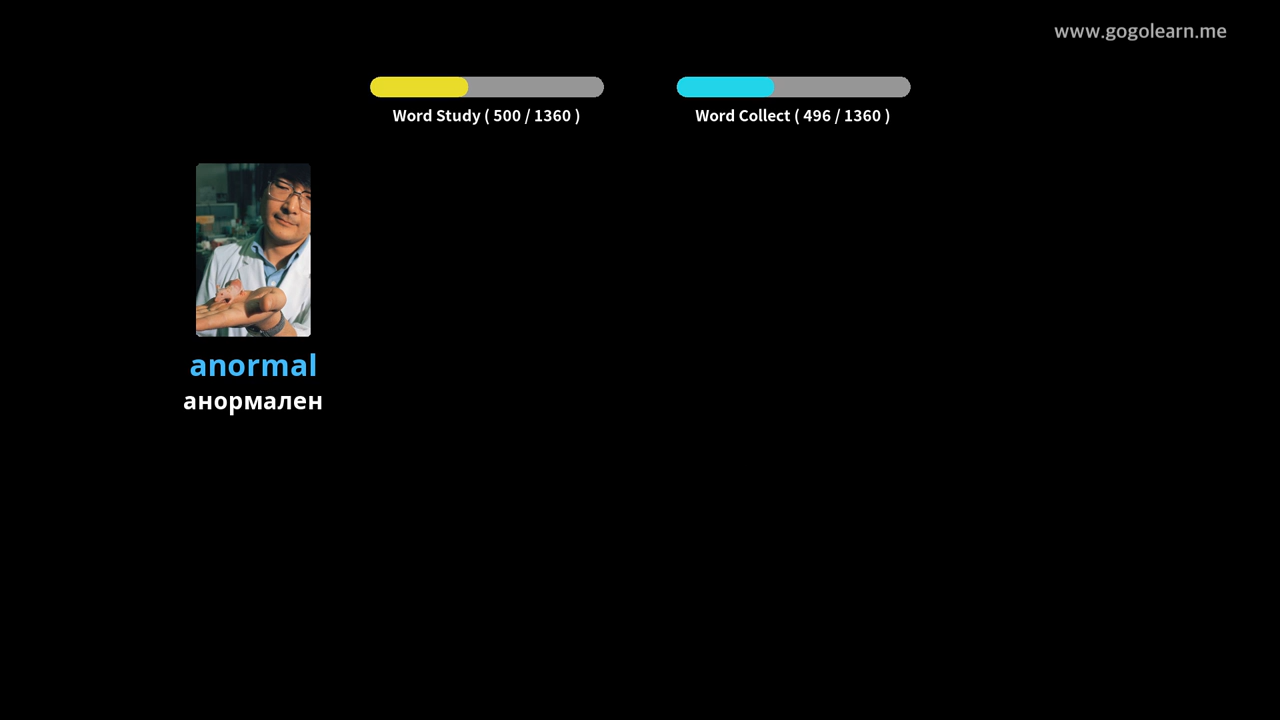 www.gogolearn.me
Word Study ( 500 / 1360 )
Word Collect ( 496 / 1360 )
anormal
анормален